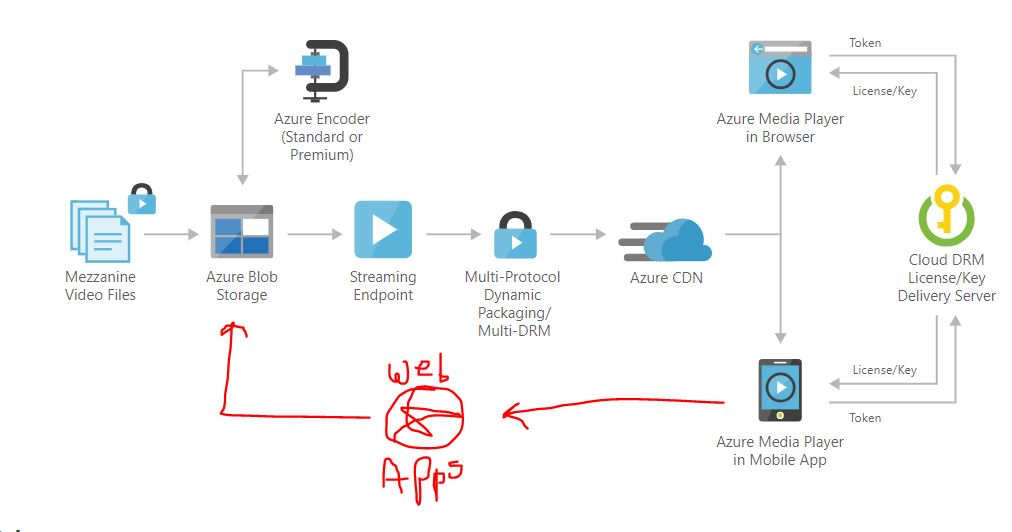 Token
License/Key
Azure Encoder
(Standard or
Premium)
Azure Media Player
in Browser
Mezzanine
Video Files
Azure Blob
Storage
Streaming
Endpoint
Multi-Protocol
Dynamic
Packaging/
Multi-DRM
Azure CDN
Cloud DRM
License/Key
Delivery Server
web
Apps
License/Key
Token
Azure Media Player
in Mobile App